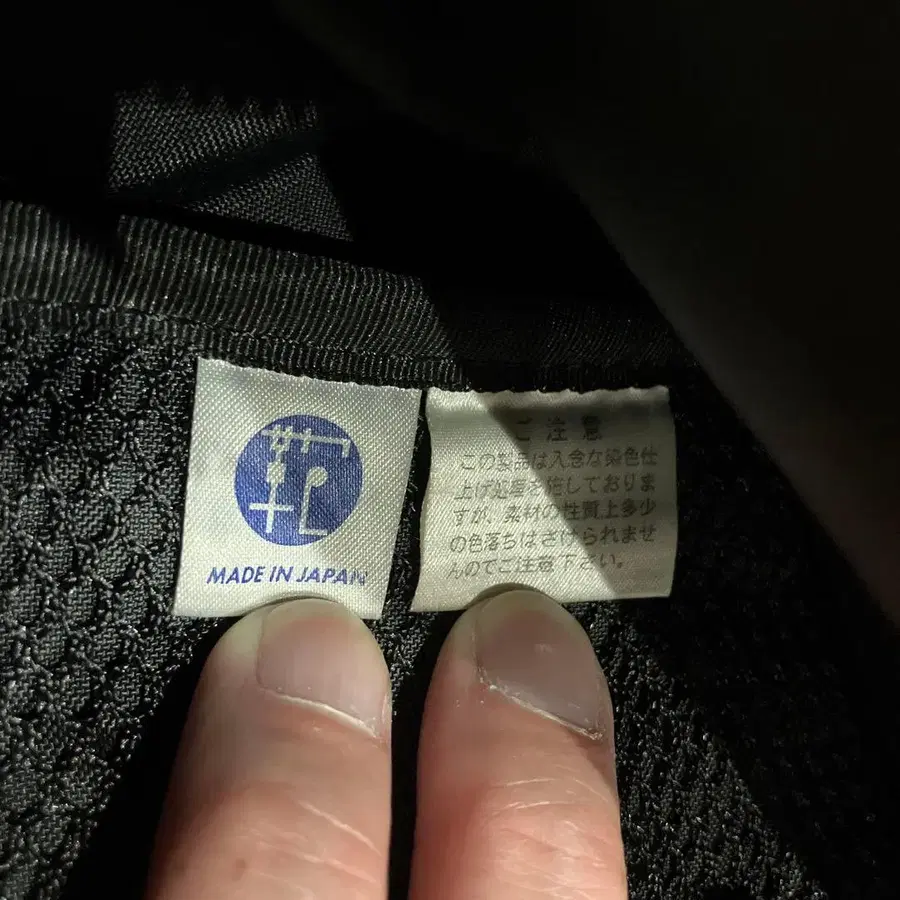 MADE IN JAPAN
ご注意
この製品は入念な染色仕
上げ処理を施しておりま
すが、素材の性質上多少
の色落ちはさけられませ
んのでご注意下さい。